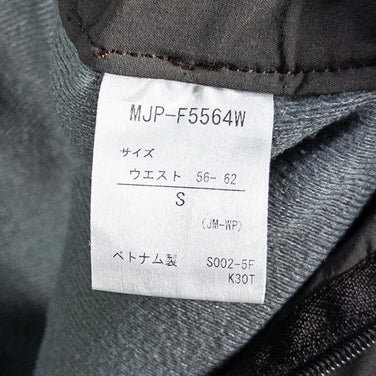 MJP-F5564W
サイズ
ウエスト 56- 62
S
(JM-WP)
ベトナム製 S002-5F
K30T